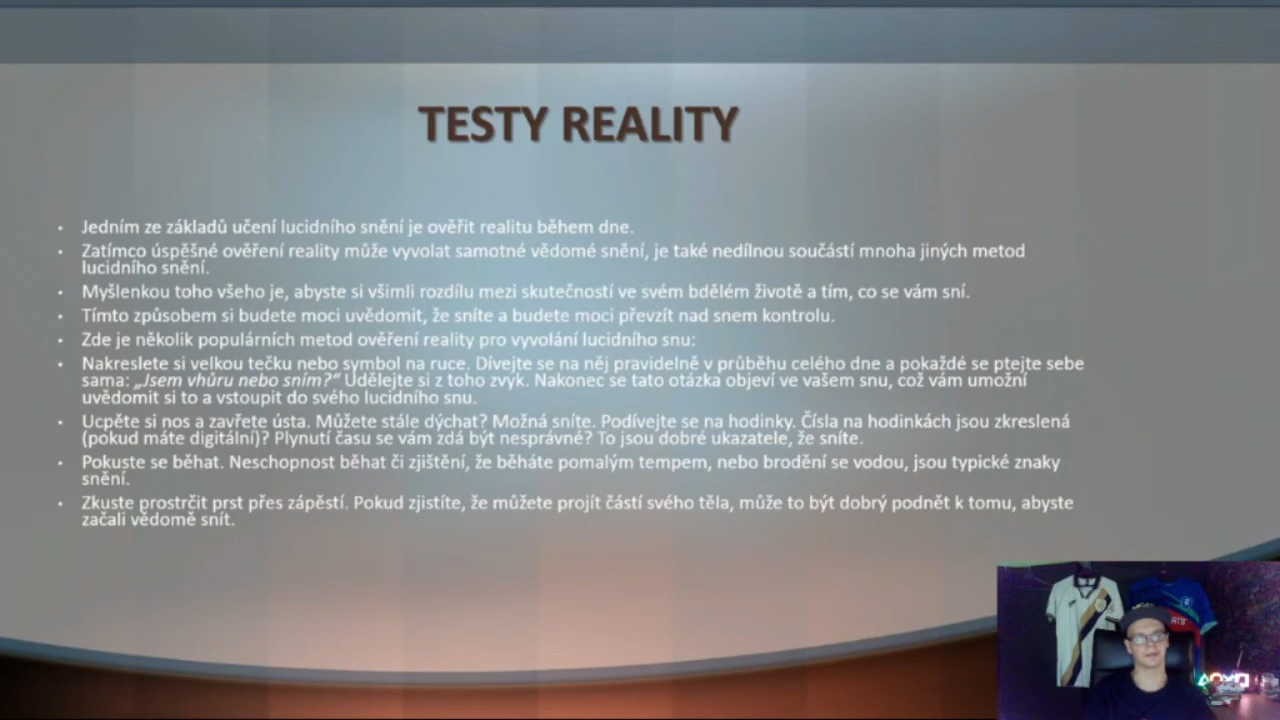 TESTY REALITY
• Jedním ze základů učení lucidního snění je ověřit realitu během dne.
• Zatímco úspěšné ověření reality může vyvolat samotné vědomé snění, je také nedílnou součástí mnoha jiných metod
lucidního snění.
• Myšlenkou toho všeho je, abyste si všimli rozdílu mezi skutečností ve svém bdělém životě a tím, co se vám sní.
• Tímto způsobem si budete moci uvědomit, že sníte a budete moci převzít nad snem kontrolu.
• Zde je několik populárních metod ověření reality pro vyvolání lucidního snu:
• Nakreslete si velkou tečku nebo symbol na ruce. Dívejte se na něj pravidelně v průběhu celého dne a pokaždé se ptejte sebe
sama: „Jsem vhůru nebo sním?“ Udělejte si z toho zvyk. Nakonec se tato otázka objeví ve vašem snu, což vám umožní
uvědomit si to a vstoupit do svého lucidního snu.
• Ucpěte si nos a zavřete ústa. Můžete stále dýchat? Možná sníte. Podívejte se na hodinky. Čísla na hodinkách jsou zkreslená
(pokud máte digitální)? Plynutí času se vám zdá být nesprávné? To jsou dobré ukazatele, že sníte.
• Pokuste se běhat. Neschopnost běhat či zjištění, že běháte pomalým tempem, nebo brodění se vodou, jsou typické znaky
snění.
• Zkuste prostrčit prst přes zápěstí. Pokud zjistíte, že můžete projít částí svého těla, může to být dobrý podnět k tomu, abyste
začali vědomě snít.